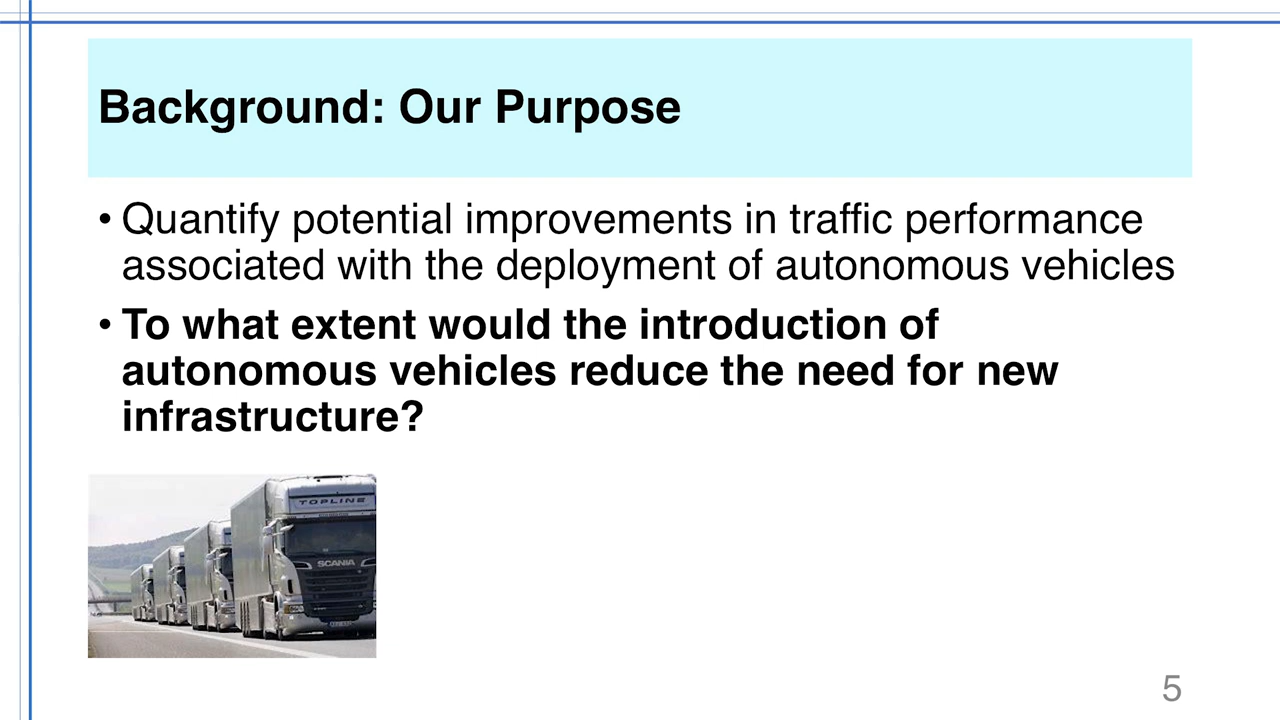 Background: Our Purpose
• Quantify potential improvements in traffic performance
associated with the deployment of autonomous vehicles
• To what extent would the introduction of
autonomous vehicles reduce the need for new
infrastructure?
TOPLINE
SCANIA
5